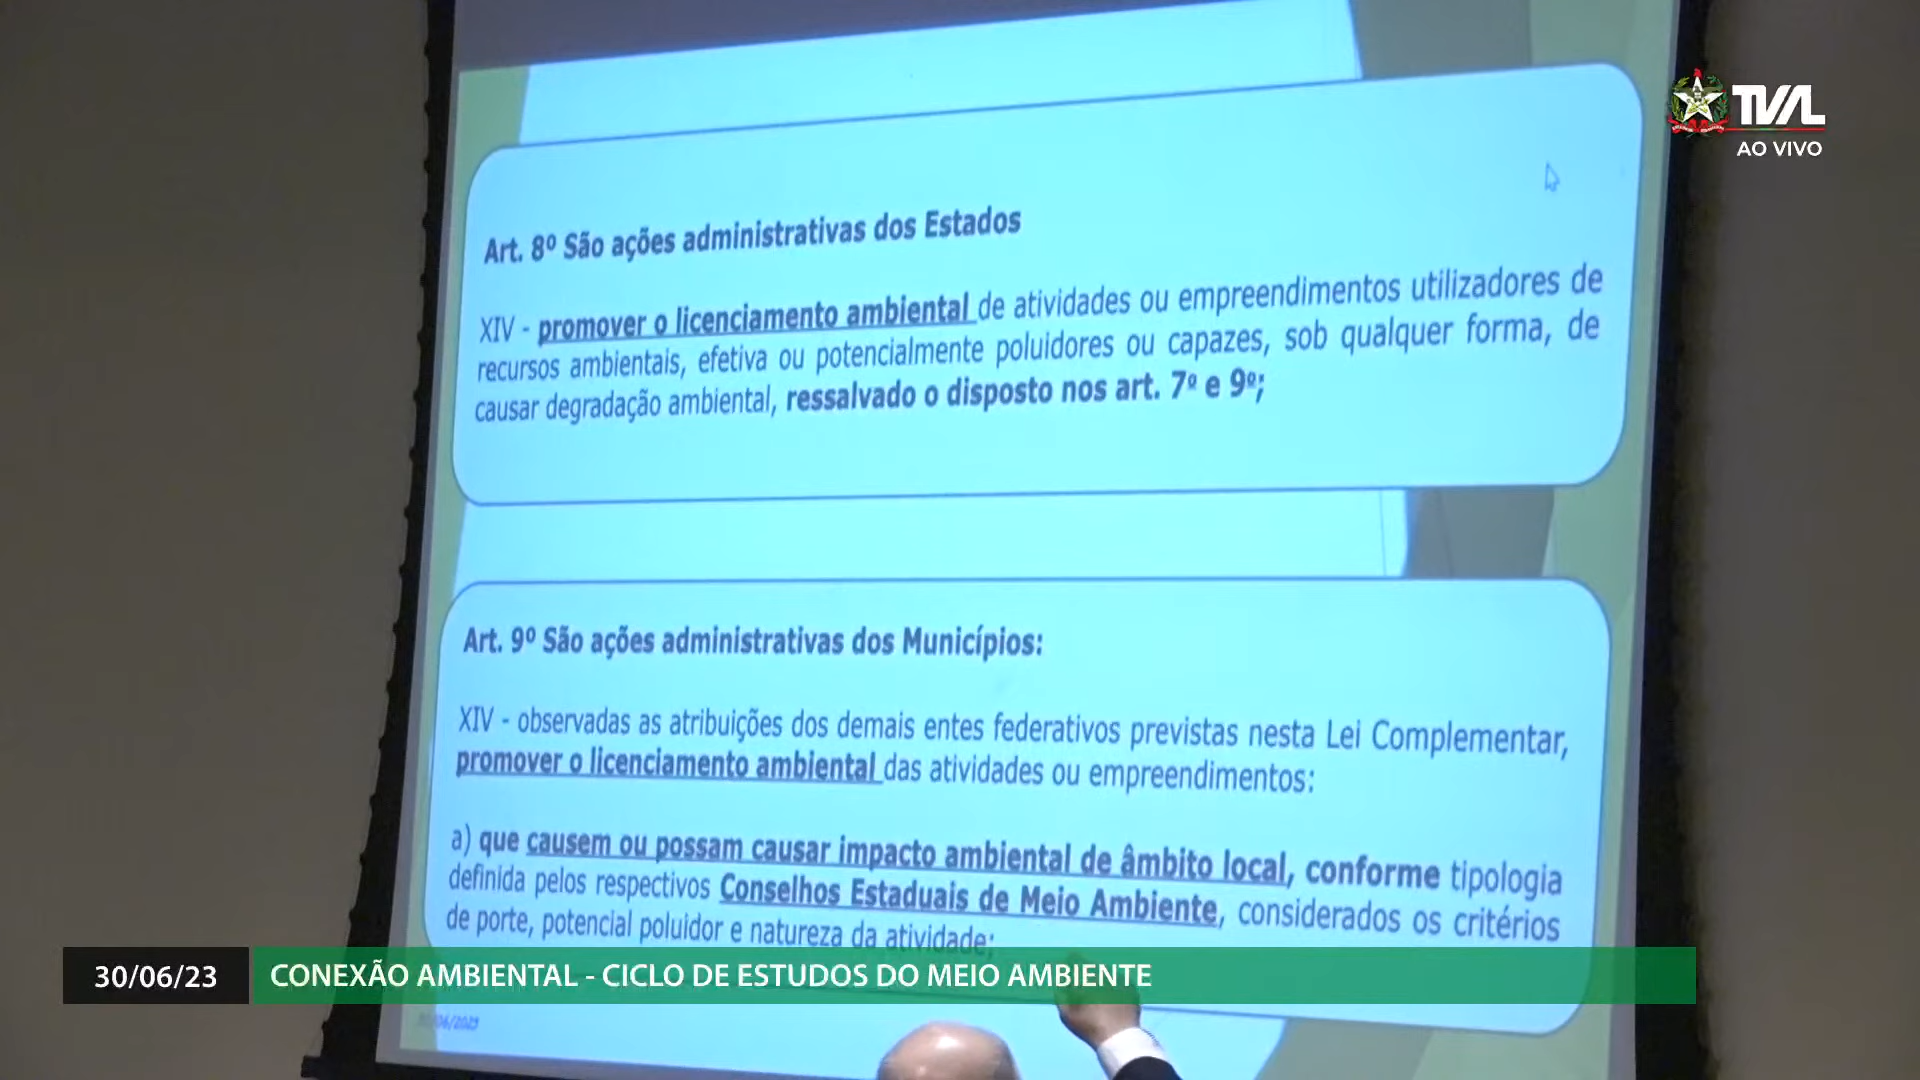 TVAL
AO VIVO
Art. 8º São ações administrativas dos Estados
XIV - promover o licenciamento ambiental de atividades ou empreendimentos utilizadores de
recursos ambientais, efetiva ou potencialmente poluidores ou capazes, sob qualquer forma, de
causar degradação ambiental, ressalvado o disposto nos art. 7º e 9º;
Art. 9º São ações administrativas dos Municípios:
XIV - observadas as atribuições dos demais entes federativos previstas nesta Lei Complementar,
promover o licenciamento ambiental das atividades ou empreendimentos:
a) que causem ou possam causar impacto ambiental de âmbito local, conforme tipologia
definida pelos respectivos Conselhos Estaduais de Meio Ambiente, considerados os critérios
de porte, potencial poluidor e natureza da atividade;
30/06/23
CONEXÃO AMBIENTAL - CICLO DE ESTUDOS DO MEIO AMBIENTE